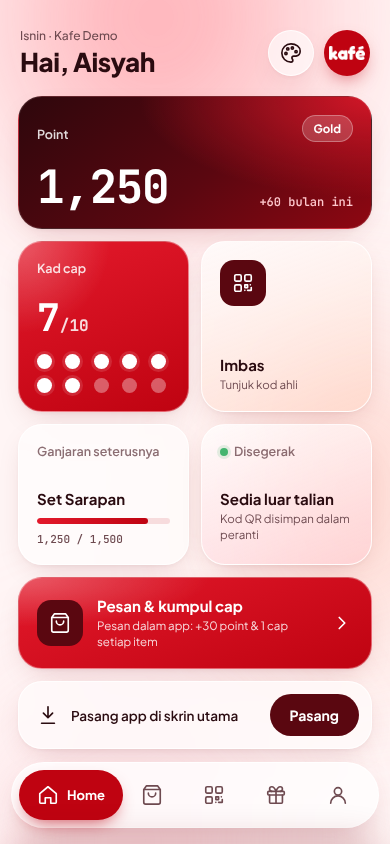 Isnin · Kafe Demo
Hai, Aisyah
kafé
Point
Gold
1,250
+60 bulan ini
Kad cap
7/10
Imbas
Tunjuk kod ahli
Ganjaran seterusnya
Set Sarapan
1,250 / 1,500
Disegerak
Sedia luar talian
Kod QR disimpan dalam
peranti
Pesan & kumpul cap
Pesan dalam app: +30 point & 1 cap
setiap item
Pasang app di skrin utama
Pasang
Home